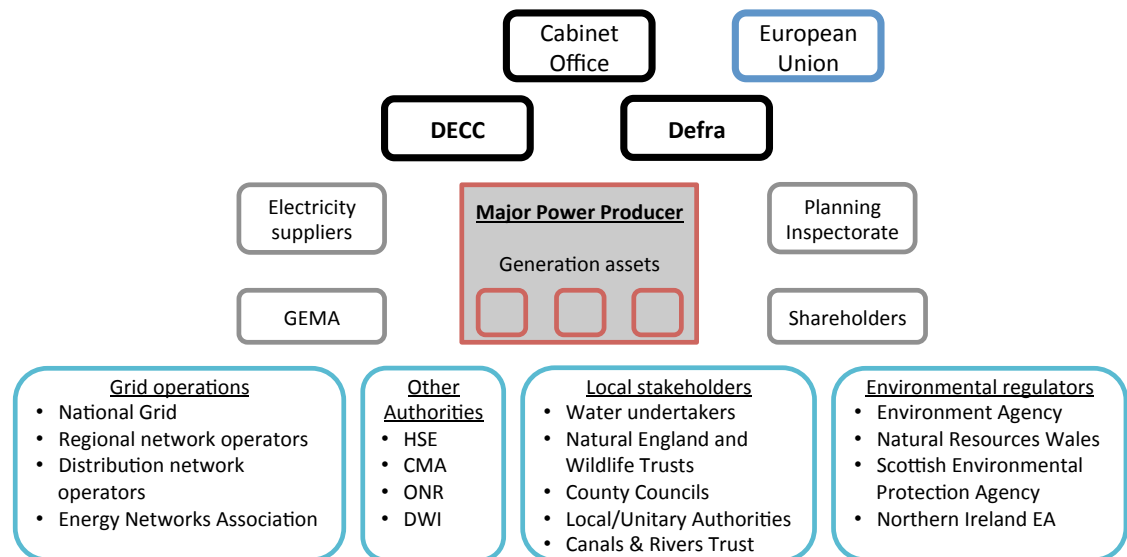 Cabinet
Office
European
Union
DECC
Defra
Electricity
suppliers
Major Power Producer
Generation assets
Planning
Inspectorate
GEMA
Shareholders
Grid operations
• National Grid
• Regional network operators
• Distribution network
operators
• Energy Networks Association
Other
Authorities
• HSE
• CMA
• ONR
• DWI
Local stakeholders
• Water undertakers
• Natural England and
Wildlife Trusts
• County Councils
• Local/Unitary Authorities
• Canals & Rivers Trust
Environmental regulators
• Environment Agency
• Natural Resources Wales
• Scottish Environmental
Protection Agency
• Northern Ireland EA